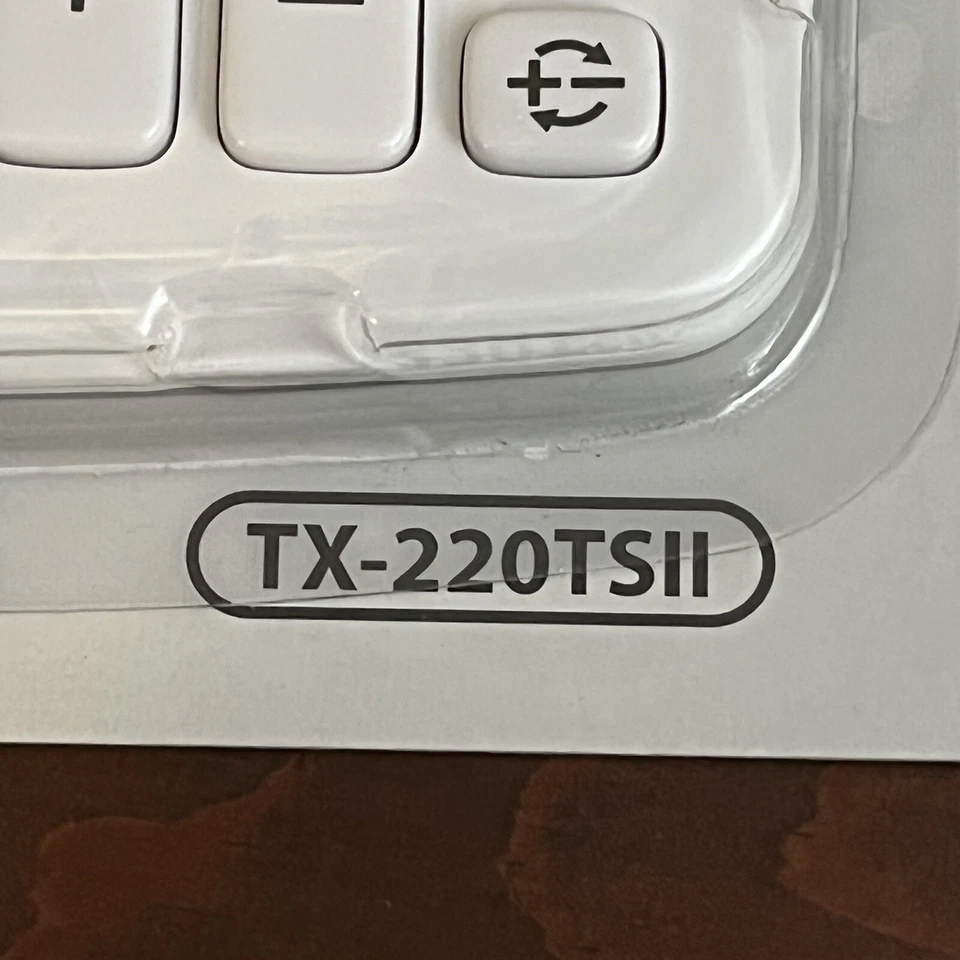 +
=
+ -
TX-220TSII